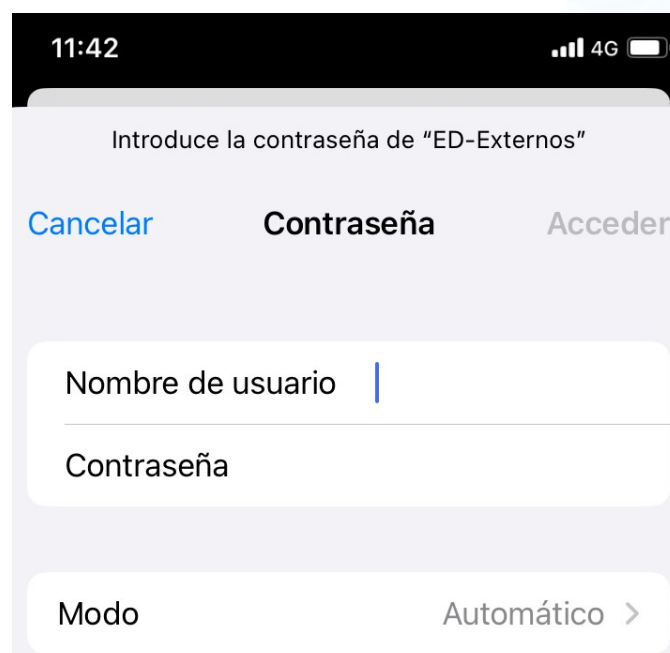 11:42 4G
Introduce la contraseña de “ED-Externos”
Cancelar Contraseña Acceder
Nombre de usuario
Contraseña
Modo Automático